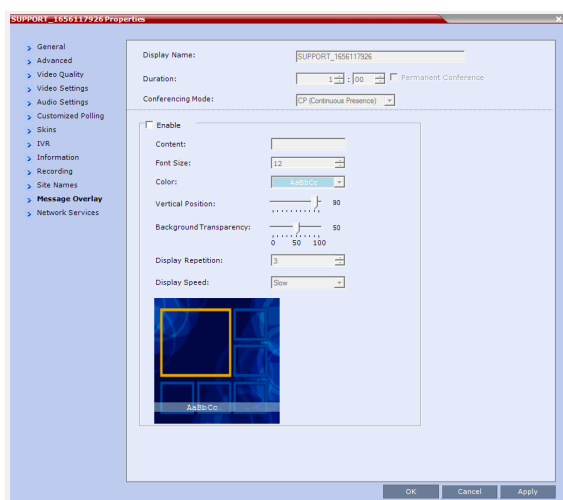 SUPPORT_1656117926 Properties
x
General
Advanced
Video Quality
Video Settings
Audio Settings
Customized Polling
Skins
IVR
Information
Recording
Site Names
Message Overlay
Network Services
Display Name: SUPPORT_1656117926
Duration: 1 : 00 Permanent Conference
Conferencing Mode: CP (Continuous Presence)
Enable
Content:
Font Size: 12
Color: AaBbCc
Vertical Position: 90
Background Transparency: 50
0 50 100
Display Repetition: 3
Display Speed: Slow
AaBbCc
OK Cancel Apply